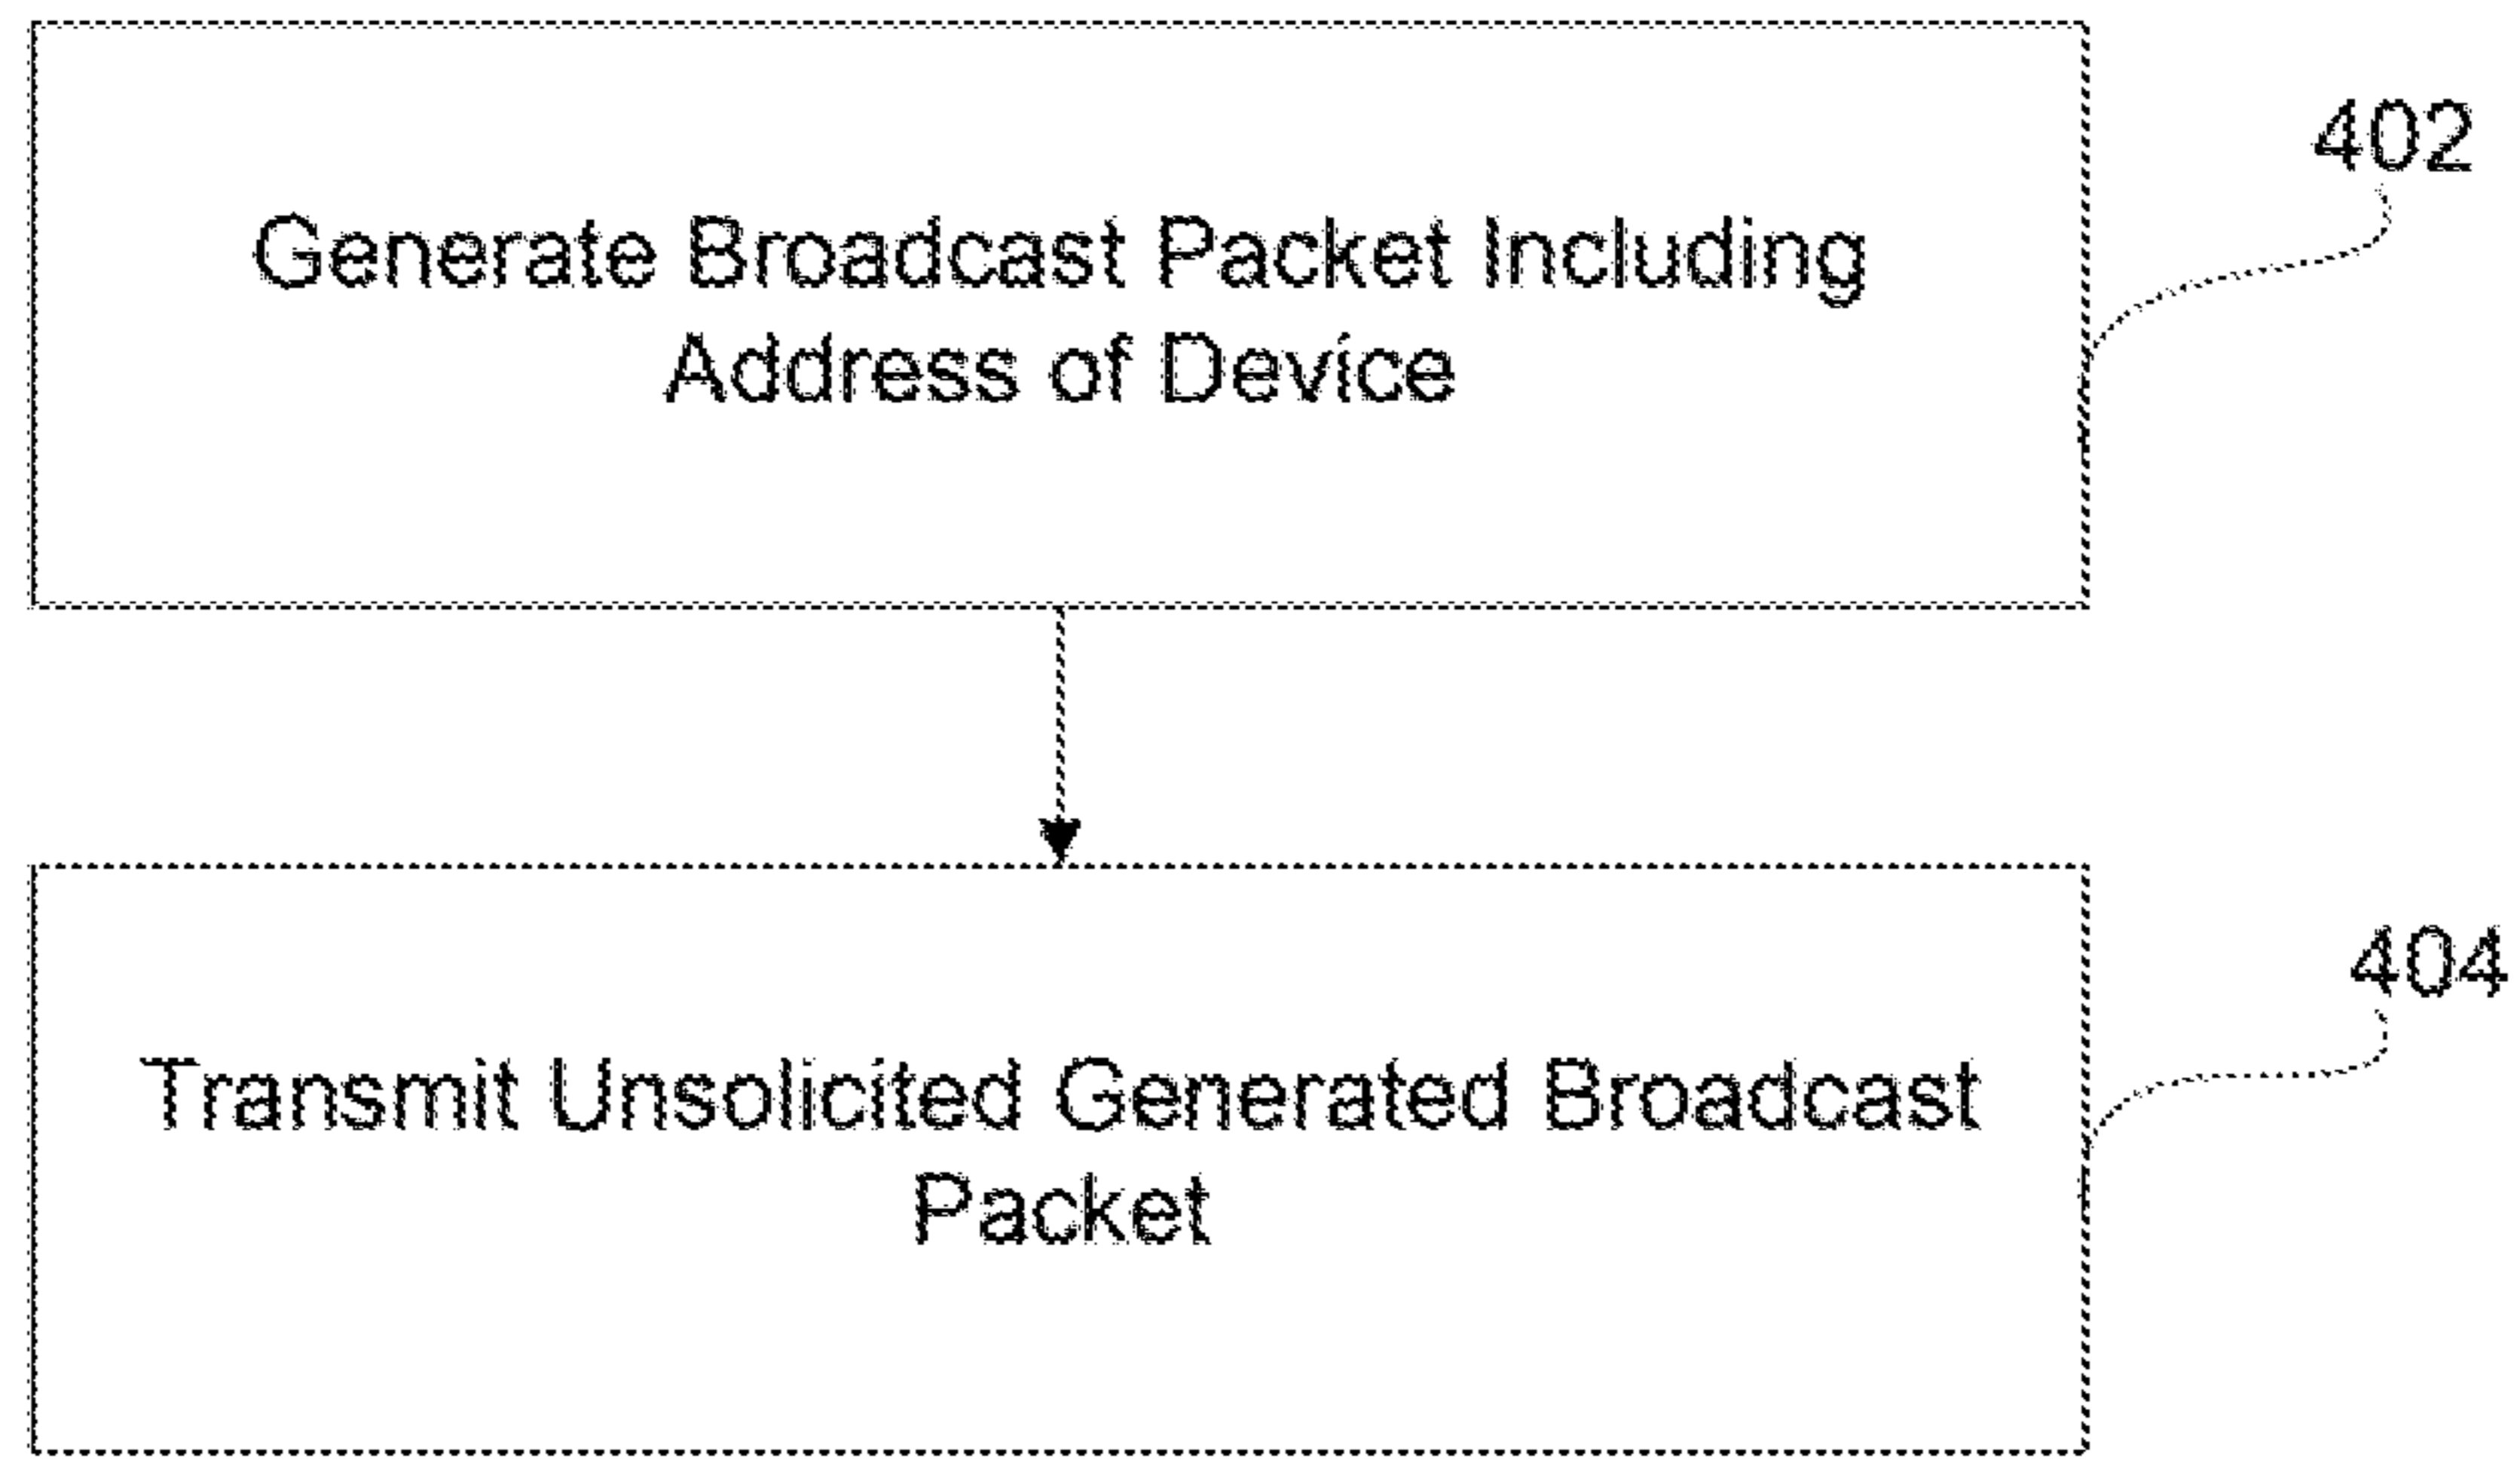 402
Generate Broadcast Packet Including
Address of Device
404
Transmit Unsolicited Generated Broadcast
Packet